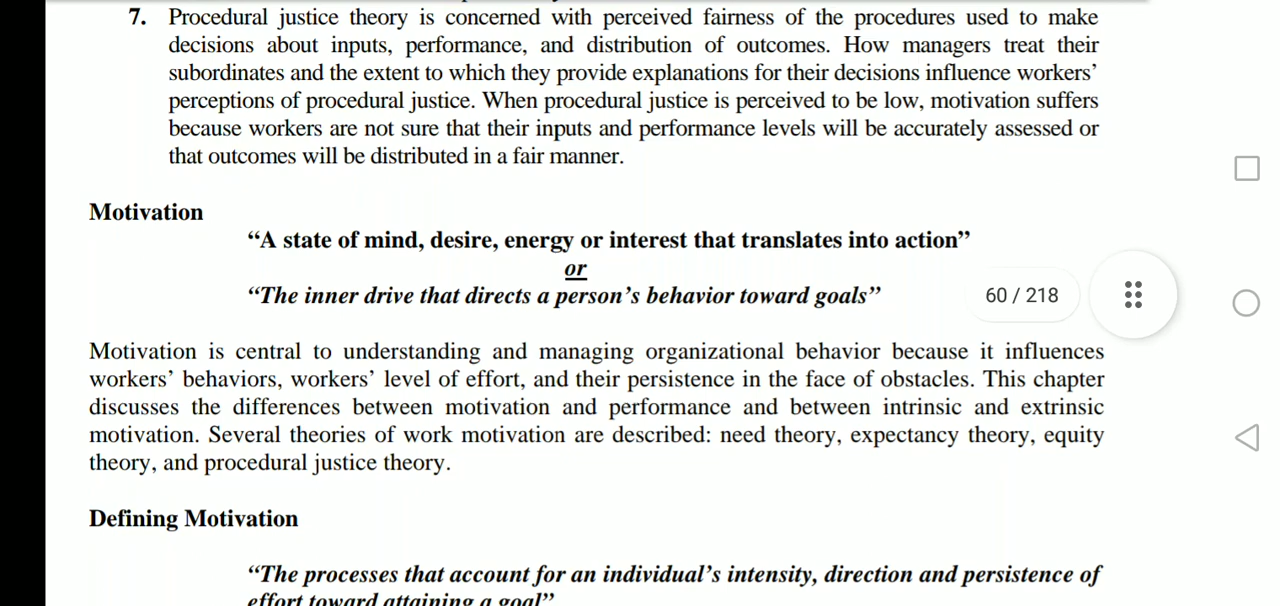 7. Procedural justice theory is concerned with perceived fairness of the procedures used to make
decisions about inputs, performance, and distribution of outcomes. How managers treat their
subordinates and the extent to which they provide explanations for their decisions influence workers’
perceptions of procedural justice. When procedural justice is perceived to be low, motivation suffers
because workers are not sure that their inputs and performance levels will be accurately assessed or
that outcomes will be distributed in a fair manner.
Motivation
“A state of mind, desire, energy or interest that translates into action”
or
“The inner drive that directs a person’s behavior toward goals”
60 / 218
Motivation is central to understanding and managing organizational behavior because it influences
workers’ behaviors, workers’ level of effort, and their persistence in the face of obstacles. This chapter
discusses the differences between motivation and performance and between intrinsic and extrinsic
motivation. Several theories of work motivation are described: need theory, expectancy theory, equity
theory, and procedural justice theory.
Defining Motivation
“The processes that account for an individual’s intensity, direction and persistence of
effort toward attaining a goal”